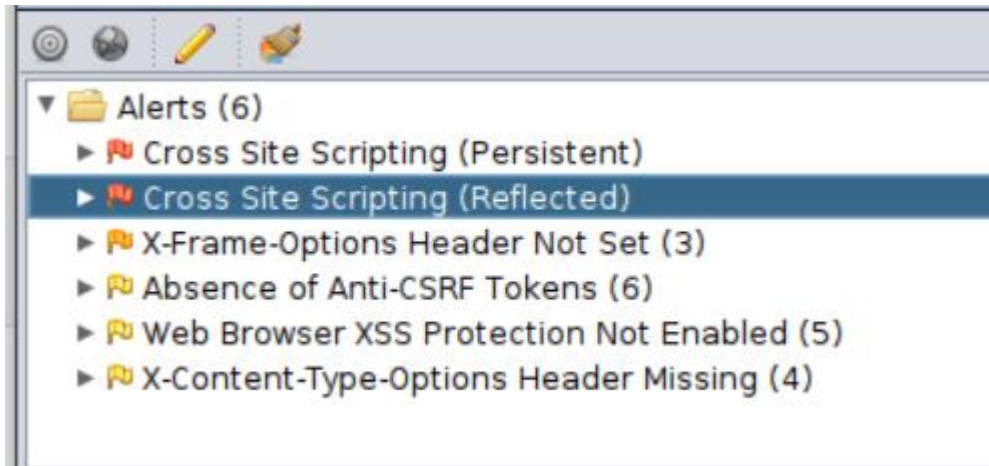 Alerts (6)
Cross Site Scripting (Persistent)
Cross Site Scripting (Reflected)
X-Frame-Options Header Not Set (3)
Absence of Anti-CSRF Tokens (6)
Web Browser XSS Protection Not Enabled (5)
X-Content-Type-Options Header Missing (4)